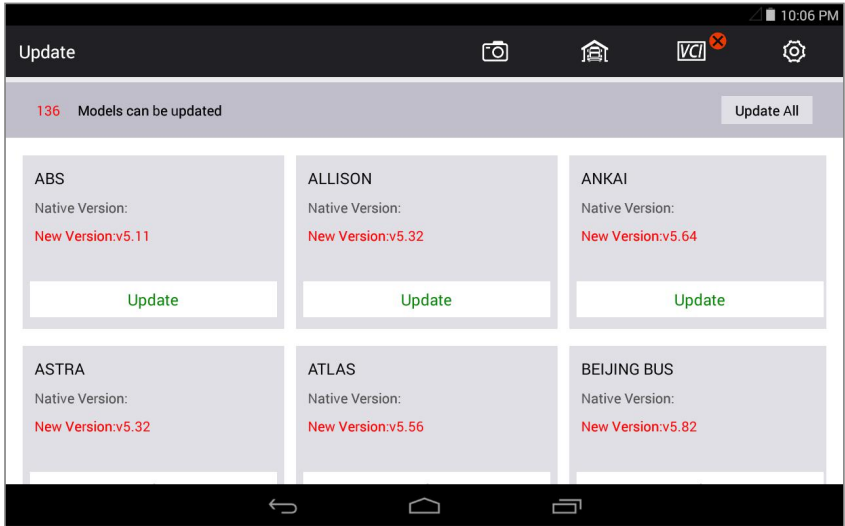 10:06 PM
Update
VCI
136 Models can be updated
Update All
ABS
Native Version:
New Version:v5.11
Update
ALLISON
Native Version:
New Version:v5.32
Update
ANKAI
Native Version:
New Version:v5.64
Update
ASTRA
Native Version:
New Version:v5.32
ATLAS
Native Version:
New Version:v5.56
BEIJING BUS
Native Version:
New Version:v5.82